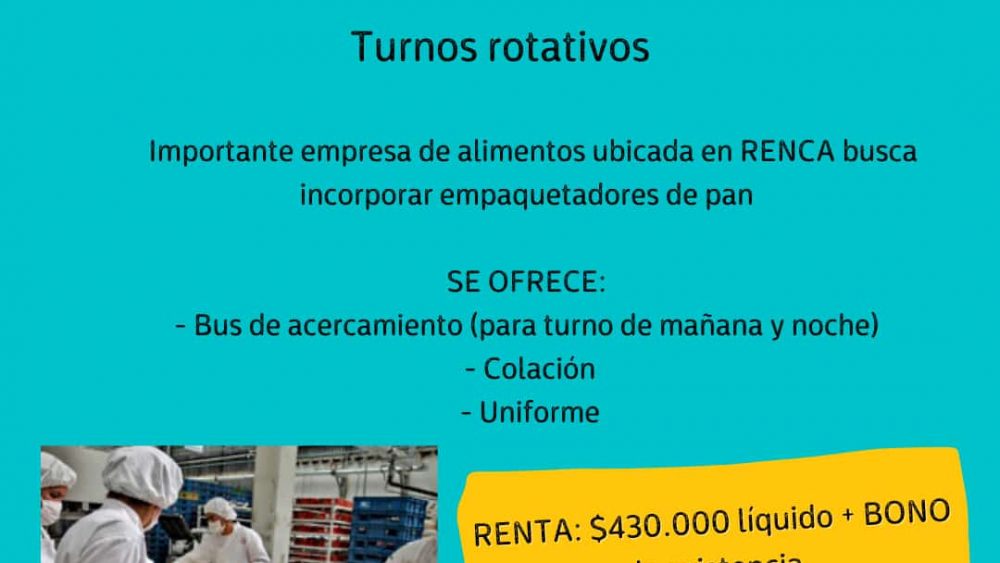 Turnos rotativos
Importante empresa de alimentos ubicada en RENCA busca
incorporar empaquetadores de pan
SE OFRECE:
- Bus de acercamiento (para turno de mañana y noche)
- Colación
- Uniforme
RENTA: $430.000 líquido + BONO